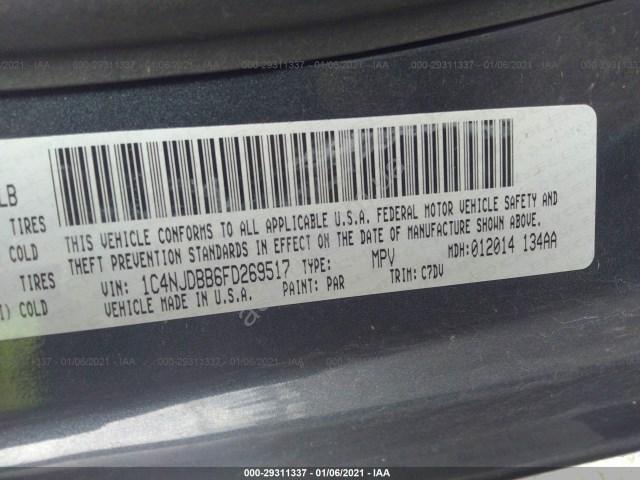 000-29311337 - 01/06/2021 - IAA
LB
TIRES
COLD
TIRES
I) COLD
THIS VEHICLE CONFORMS TO ALL APPLICABLE U.S.A. FEDERAL MOTOR VEHICLE SAFETY AND
THEFT PREVENTION STANDARDS IN EFFECT ON THE DATE OF MANUFACTURE SHOWN ABOVE.
VIN: 1C4NJDBB6FD269517 TYPE: MPV MDH:012014 134AA
VEHICLE MADE IN U.S.A. PAINT: PAR TRIM: C7DV
000-29311337 - 01/06/2021 - IAA